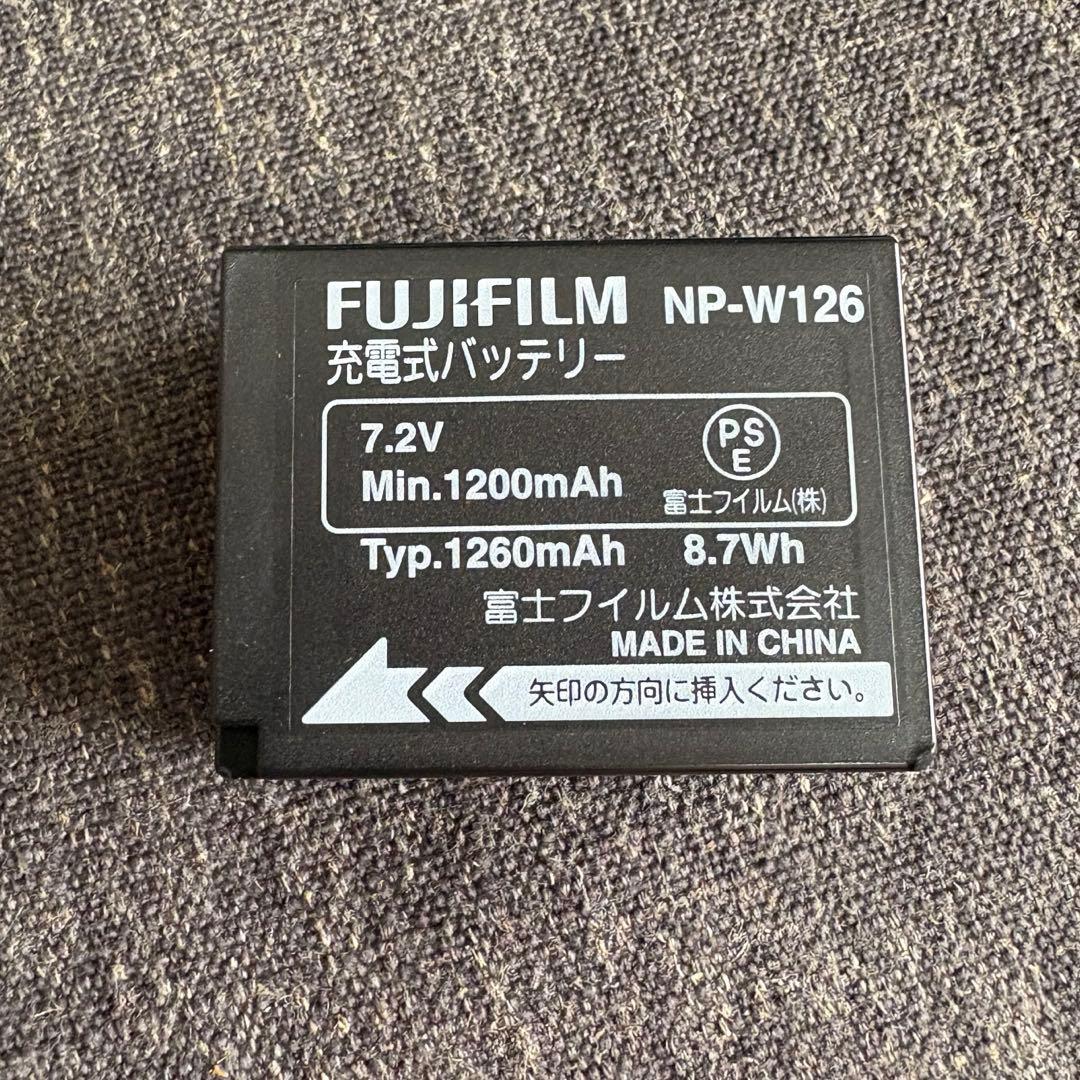 FUJIFILM NP-W126
充電式バッテリー
7.2V
PS
E
Min.1200mAh
富士フイルム(株)
Typ.1260mAh 8.7Wh
富士フイルム株式会社
MADE IN CHINA
矢印の方向に挿入ください。